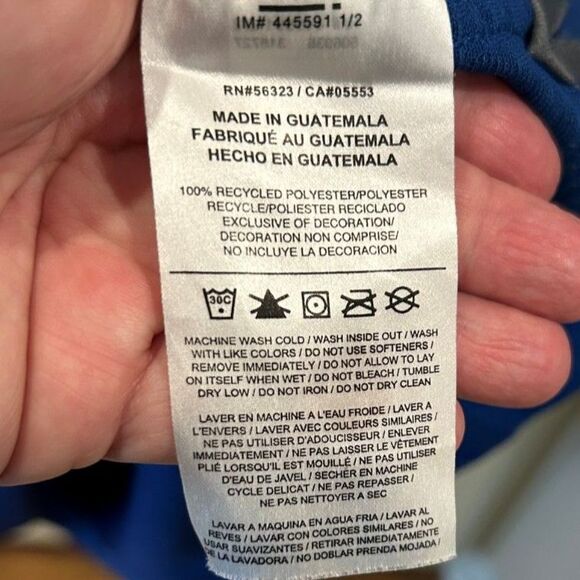 IM# 445591 1/2
RN#56323 / CA#05553
MADE IN GUATEMALA
FABRIQUÉ AU GUATEMALA
HECHO EN GUATEMALA
100% RECYCLED POLYESTER/POLYESTER
RECYCLE/POLIESTER RECICLADO
EXCLUSIVE OF DECORATION/
DECORATION NON COMPRISE/
NO INCLUYE LA DECORACION
30C
MACHINE WASH COLD / WASH INSIDE OUT / WASH
WITH LIKE COLORS / DO NOT USE SOFTENERS /
REMOVE IMMEDIATELY / DO NOT ALLOW TO LAY
ON ITSELF WHEN WET / DO NOT BLEACH / TUMBLE
DRY LOW / DO NOT IRON / DO NOT DRY CLEAN
LAVER EN MACHINE A L'EAU FROIDE / LAVER A
L'ENVERS / LAVER AVEC COULEURS SIMILAIRES /
NE PAS UTILISER D'ADOUCISSEUR / ENLEVER
IMMEDIATEMENT / NE PAS LAISSER LE VÊTEMENT
PLIÉ LORSQU'IL EST MOUILLÉ / NE PAS UTILISER
D'EAU DE JAVEL / SECHER EN MACHINE
CYCLE DELICAT / NE PAS REPASSER /
NE PAS NETTOYER A SEC
LAVAR A MAQUINA EN AGUA FRIA / LAVAR AL
REVES / LAVAR CON COLORES SIMILARES / NO
USAR SUAVIZANTES / RETIRAR INMEDIATAMENTE
DE LA LAVADORA / NO DOBLAR PRENDA MOJADA /